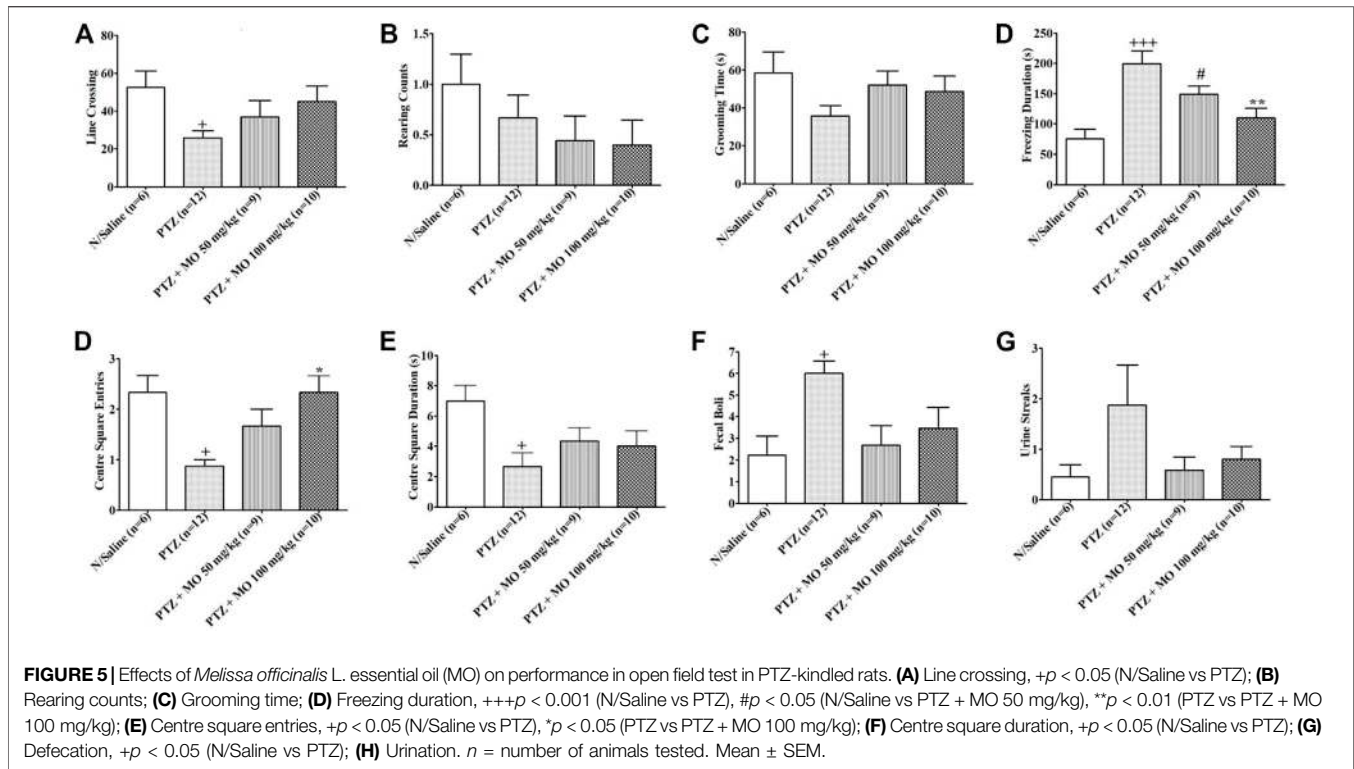 A
Line Crossing
80
60
40
20
0
+
N/Saline (n=6)
PTZ (n=12)
PTZ + MO 50 mg/kg (n=9)
PTZ + MO 100 mg/kg (n=10)
B
Rearing Counts
1.5
1.0
0.5
0.0
N/Saline (n=6)
PTZ (n=12)
PTZ + MO 50 mg/kg (n=9)
PTZ + MO 100 mg/kg (n=10)
C
Grooming Time (s)
80
60
40
20
0
N/Saline (n=6)
PTZ (n=12)
PTZ + MO 50 mg/kg (n=9)
PTZ + MO 100 mg/kg (n=10)
D
Freezing Duration (s)
250
200
150
100
50
0
+++
#
**
N/Saline (n=6)
PTZ (n=12)
PTZ + MO 50 mg/kg (n=9)
PTZ + MO 100 mg/kg (n=10)
D
Centre Square Entries
3
2
1
0
+
*
N/Saline (n=6)
PTZ (n=12)
PTZ + MO 50 mg/kg (n=9)
PTZ + MO 100 mg/kg (n=10)
E
Centre Square Duration (s)
10
8
6
4
2
0
+
N/Saline (n=6)
PTZ (n=12)
PTZ + MO 50 mg/kg (n=9)
PTZ + MO 100 mg/kg (n=10)
F
Fecal Boli
7
6
5
4
3
2
1
0
+
N/Saline (n=6)
PTZ (n=12)
PTZ + MO 50 mg/kg (n=9)
PTZ + MO 100 mg/kg (n=10)
G
Urine Streaks
3
2
1
0
N/Saline (n=6)
PTZ (n=12)
PTZ + MO 50 mg/kg (n=9)
PTZ + MO 100 mg/kg (n=10)
FIGURE 5 | Effects of Melissa officinalis L. essential oil (MO) on performance in open field test in PTZ-kindled rats. (A) Line crossing, +p < 0.05 (N/Saline vs PTZ); (B)
Rearing counts; (C) Grooming time; (D) Freezing duration, +++p < 0.001 (N/Saline vs PTZ), #p < 0.05 (N/Saline vs PTZ + MO 50 mg/kg), **p < 0.01 (PTZ vs PTZ + MO
100 mg/kg); (E) Centre square entries, +p < 0.05 (N/Saline vs PTZ), *p < 0.05 (PTZ vs PTZ + MO 100 mg/kg); (F) Centre square duration, +p < 0.05 (N/Saline vs PTZ); (G)
Defecation, +p < 0.05 (N/Saline vs PTZ); (H) Urination. n = number of animals tested. Mean ± SEM.